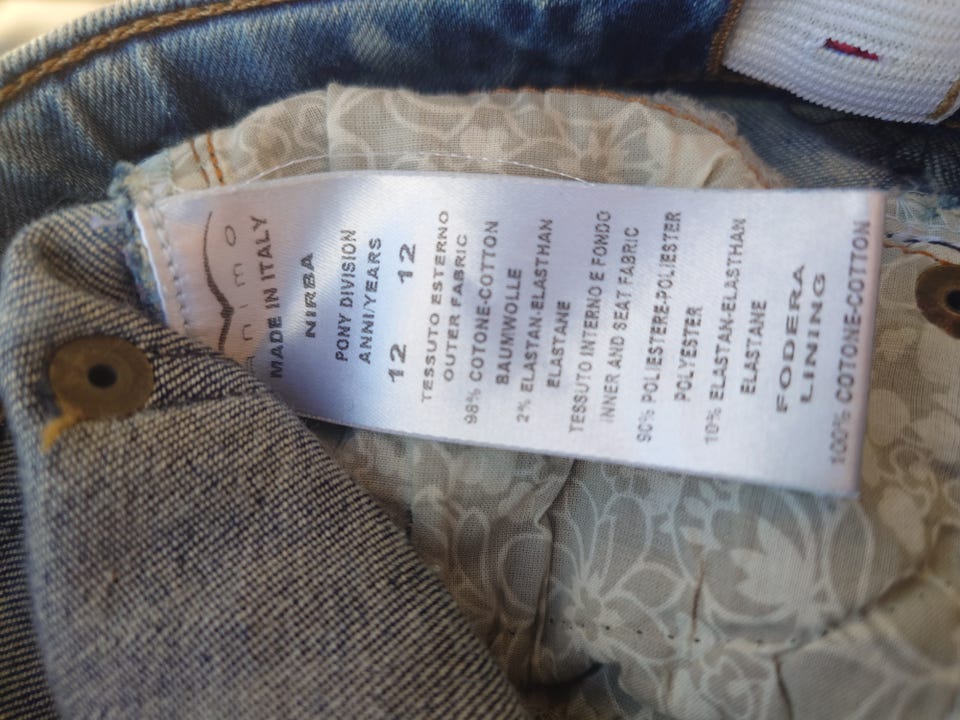 animo
MADE IN ITALY
NIRBA
PONY DIVISION
ANNI/YEARS
12 12
TESSUTO ESTERNO
OUTER FABRIC
98% COTONE-COTTON
BAUMWOLLE
2% ELASTAN-ELASTHAN
ELASTANE
TESSUTO INTERNO E FONDO
INNER AND SEAT FABRIC
90% POLIESTERE-POLIESTER
POLYESTER
10% ELASTAN-ELASTHAN
ELASTANE
FODERA
LINING
100% COTONE-COTTON